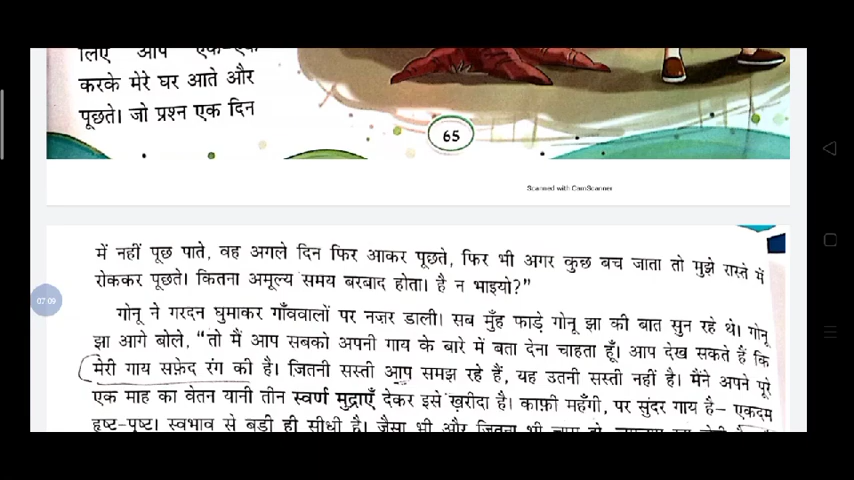 लिए आप एक-एक
करके मेरे घर आते और
पूछते। जो प्रश्न एक दिन
65
Scanned with CamScanner
में नहीं पूछ पाते, वह अगले दिन फिर आकर पूछते, फिर भी अगर कुछ बच जाता तो मुझे रास्ते में
रोककर पूछते। कितना अमूल्य समय बरबाद होता। है न भाइयो?”
07:09
गोनू ने गरदन घुमाकर गाँववालों पर नज़र डाली। सब मुँह फाड़े गोनू झा की बात सुन रहे थे। गोनू
झा आगे बोले, “तो मैं आप सबको अपनी गाय के बारे में बता देना चाहता हूँ। आप देख सकते हैं कि
मेरी गाय सफ़ेद रंग की है। जितनी सस्ती आप समझ रहे हैं, यह उतनी सस्ती नहीं है। मैंने अपने पूरे
एक माह का वेतन यानी तीन स्वर्ण मुद्राएँ देकर इसे ख़रीदा है। काफ़ी महँगी, पर सुंदर गाय है– एकदम
हृष्ट-पुष्ट। स्वभाव से बड़ी ही सीधी है। जैसा भी और जितना भी